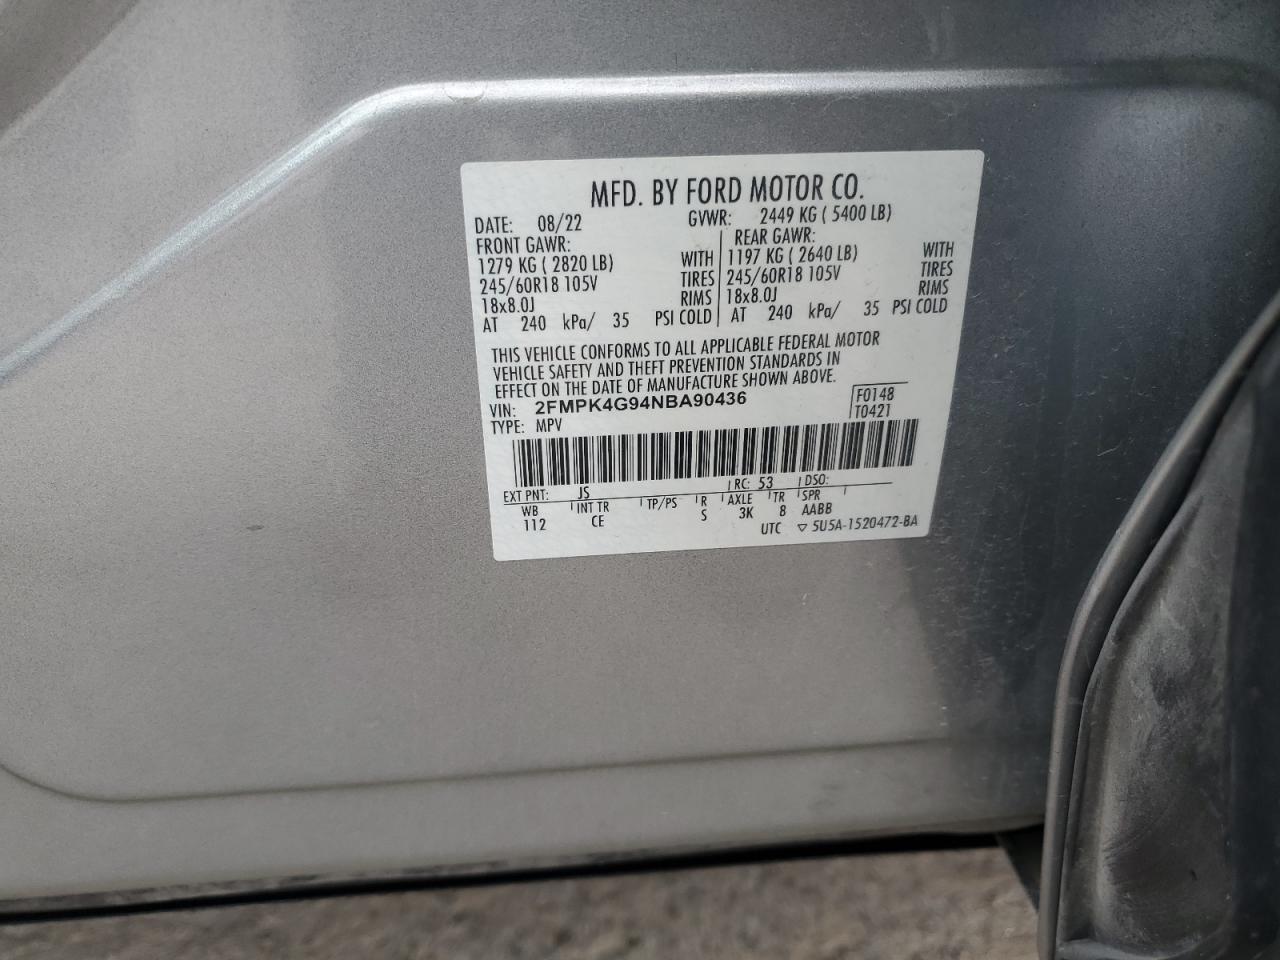 MFD. BY FORD MOTOR CO.
DATE: 08/22 GVWR: 2449 KG ( 5400 LB)
FRONT GAWR: REAR GAWR:
1279 KG ( 2820 LB) WITH 1197 KG ( 2640 LB) WITH
245/60R18 105V TIRES 245/60R18 105V TIRES
18x8.0J RIMS 18x8.0J RIMS
AT 240 kPa/ 35 PSI COLD AT 240 kPa/ 35 PSI COLD
THIS VEHICLE CONFORMS TO ALL APPLICABLE FEDERAL MOTOR
VEHICLE SAFETY AND THEFT PREVENTION STANDARDS IN
EFFECT ON THE DATE OF MANUFACTURE SHOWN ABOVE.
VIN: 2FMPK4G94NBA90436 F0148
TYPE: MPV T0421
EXT PNT: JS RC: 53 DSO:
WB INT TR TP/PS R AXLE TR SPR
112 CE S 3K 8 AABB
UTC ▽ 5U5A-1520472-BA